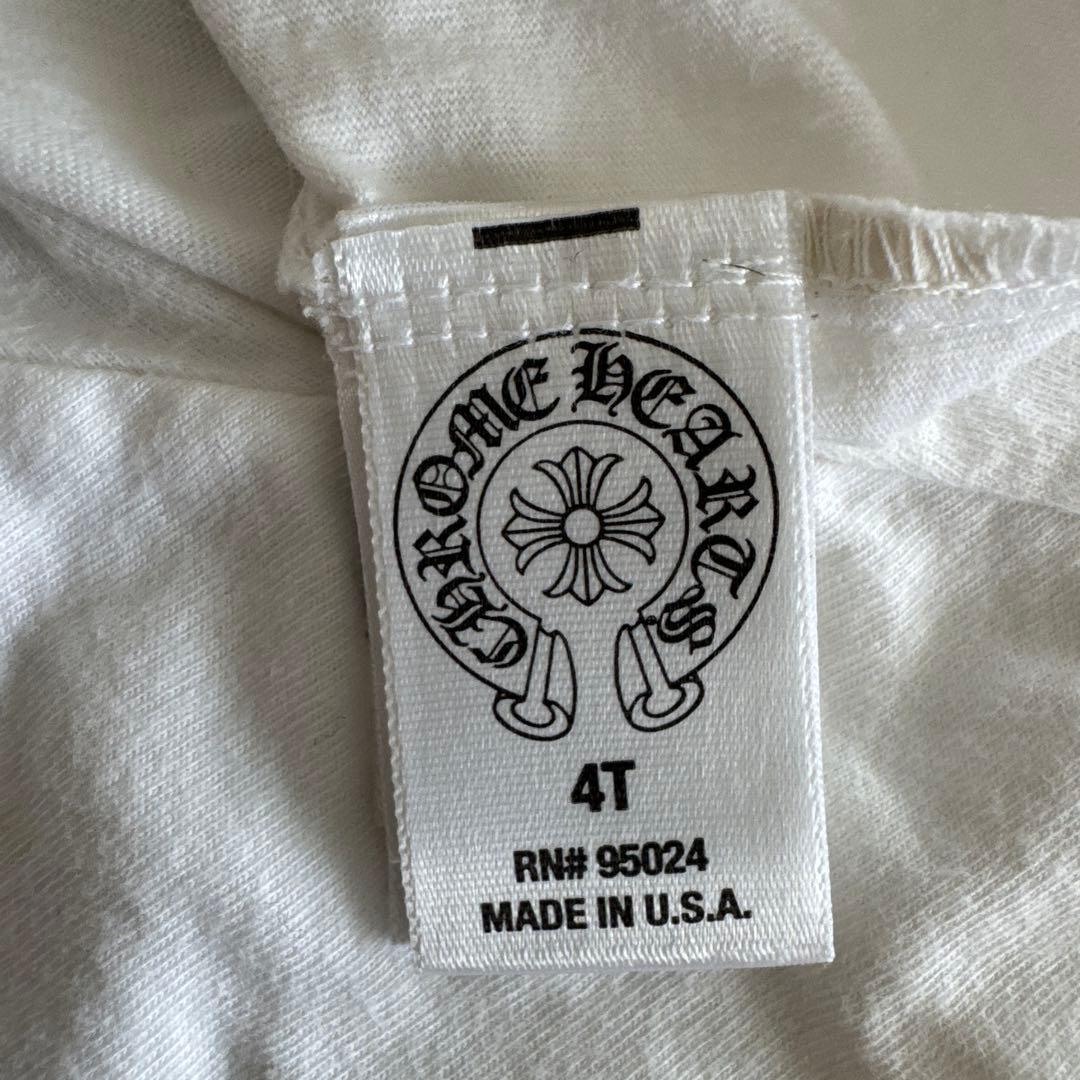 CHROME HEARTS
4T
RN# 95024
MADE IN U.S.A.